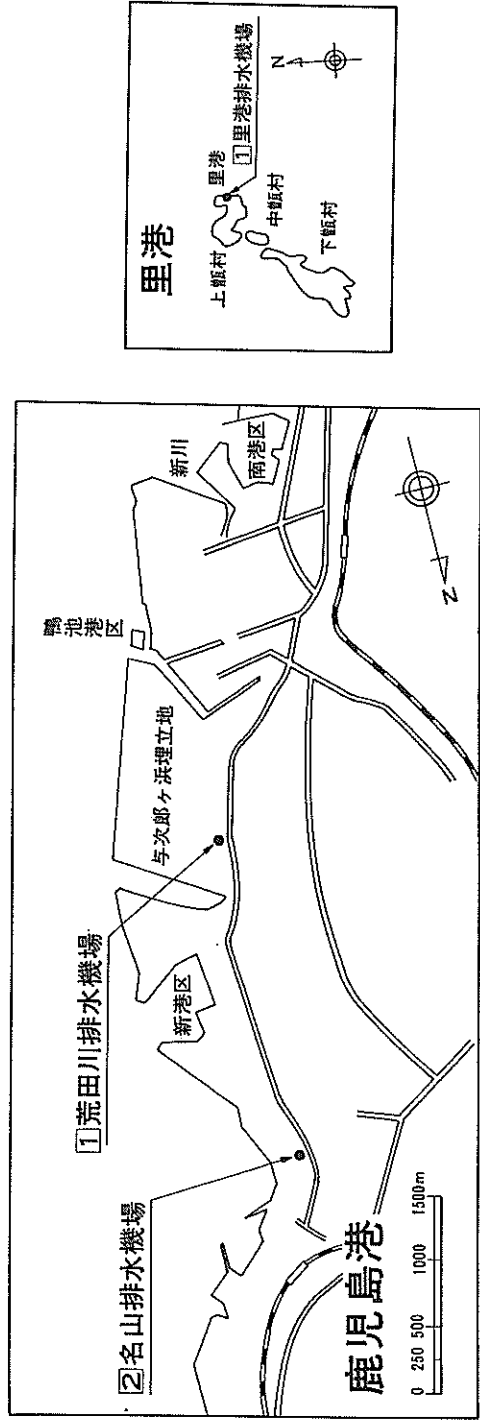 鹿児島港
0 250 500 1000 1500m
②名山排水機場
①荒田川排水機場
新港区
与次郎ヶ浜埋立地
鴨池港区
新川
南港区
N
里港
上甑村
里港
①里港排水機場
中甑村
下甑村
N